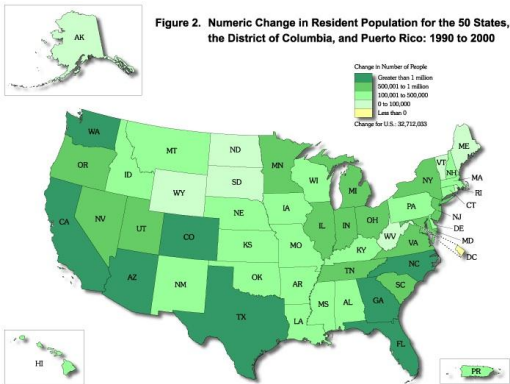 Figure 2. Numeric Change in Resident Population for the 50 States,
the District of Columbia, and Puerto Rico: 1990 to 2000
Change in Number of People
Greater than 1 million
500,001 to 1 million
100,001 to 500,000
0 to 100,000
Less than 0
Change for U.S.: 32,712,033
AK
WA
MT
ND
MN
ME
VT
NH
OR
ID
SD
WI
MI
NY
MA
RI
CT
WY
IA
PA
NJ
NV
NE
IL
IN
OH
DE
MD
DC
CA
UT
CO
KS
MO
WV
VA
KY
NC
AZ
NM
OK
AR
TN
SC
MS
AL
GA
TX
LA
FL
HI
PR